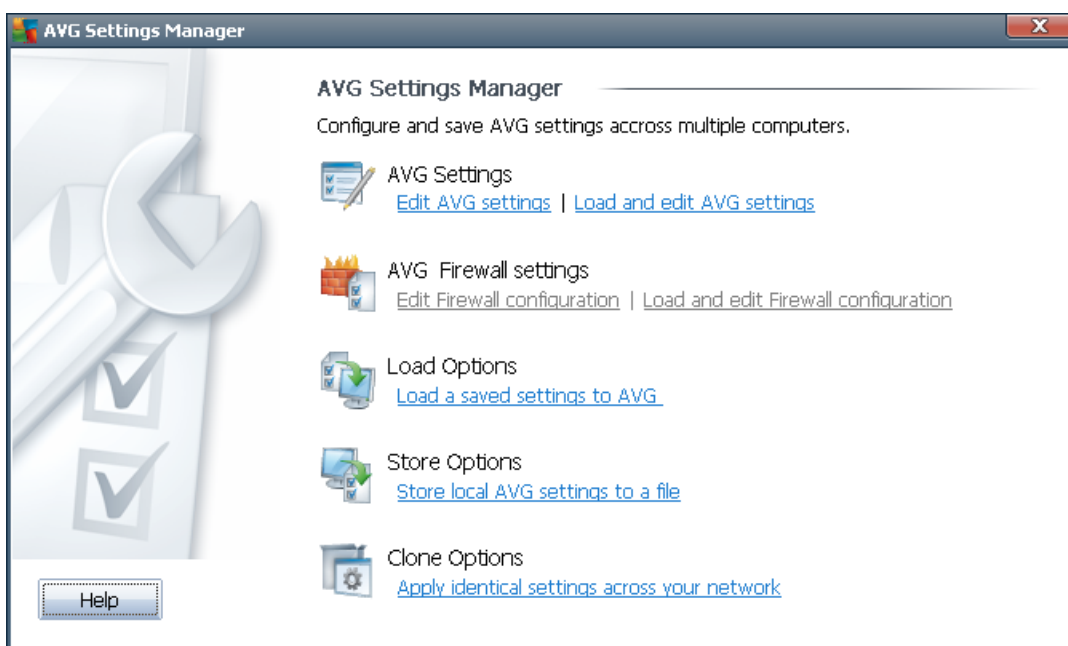 AVG Settings Manager
X
AVG Settings Manager
Configure and save AVG settings accross multiple computers.
AVG Settings
Edit AVG settings | Load and edit AVG settings
AVG Firewall settings
Edit Firewall configuration | Load and edit Firewall configuration
Load Options
Load a saved settings to AVG
Store Options
Store local AVG settings to a file
Clone Options
Apply identical settings across your network
Help